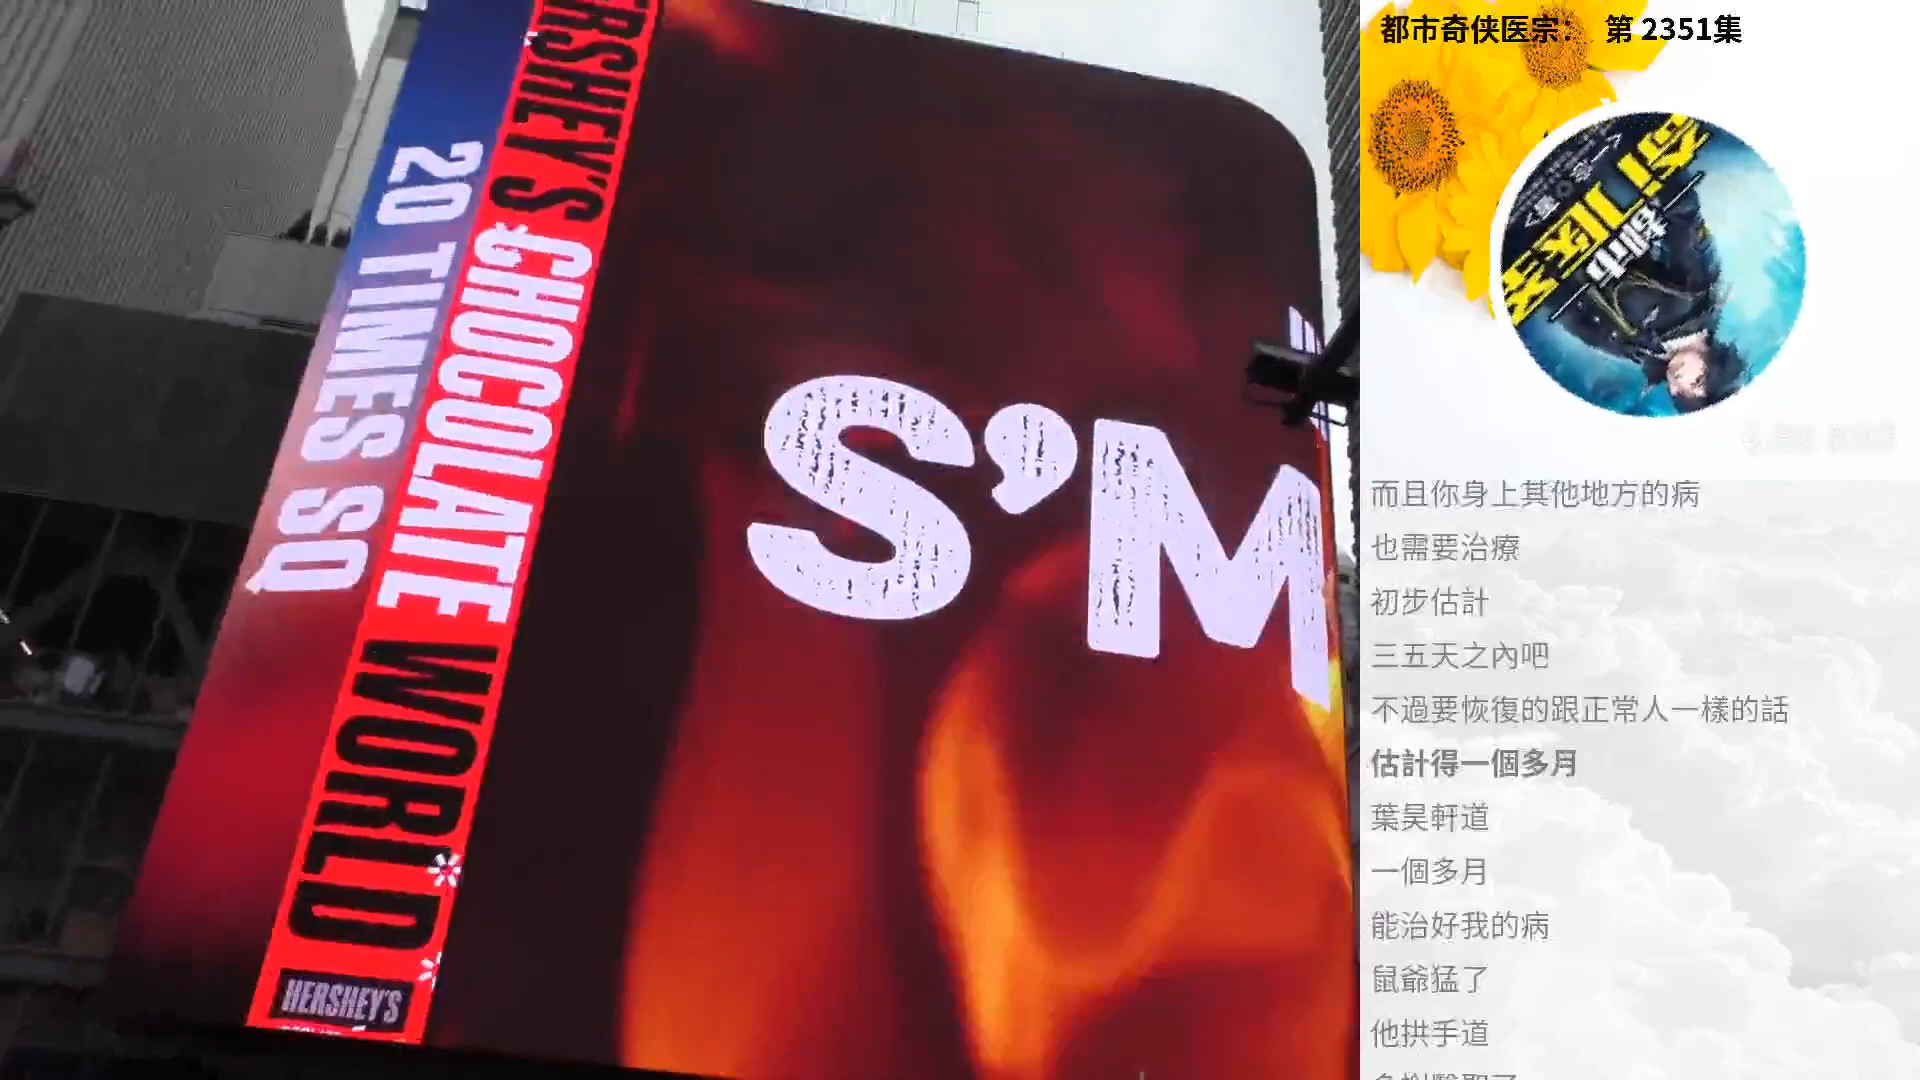 HERSHEY'S CHOCOLATE WORLD
20 TIMES SQ
HERSHEY'S
S'M
都市奇侠医宗： 第 2351集
都市
而且你身上其他地方的病
也需要治療
初步估計
三五天之內吧
不過要恢復的跟正常人一樣的話
估計得一個多月
葉昊軒道
一個多月
能治好我的病
鼠爺猛了
他拱手道